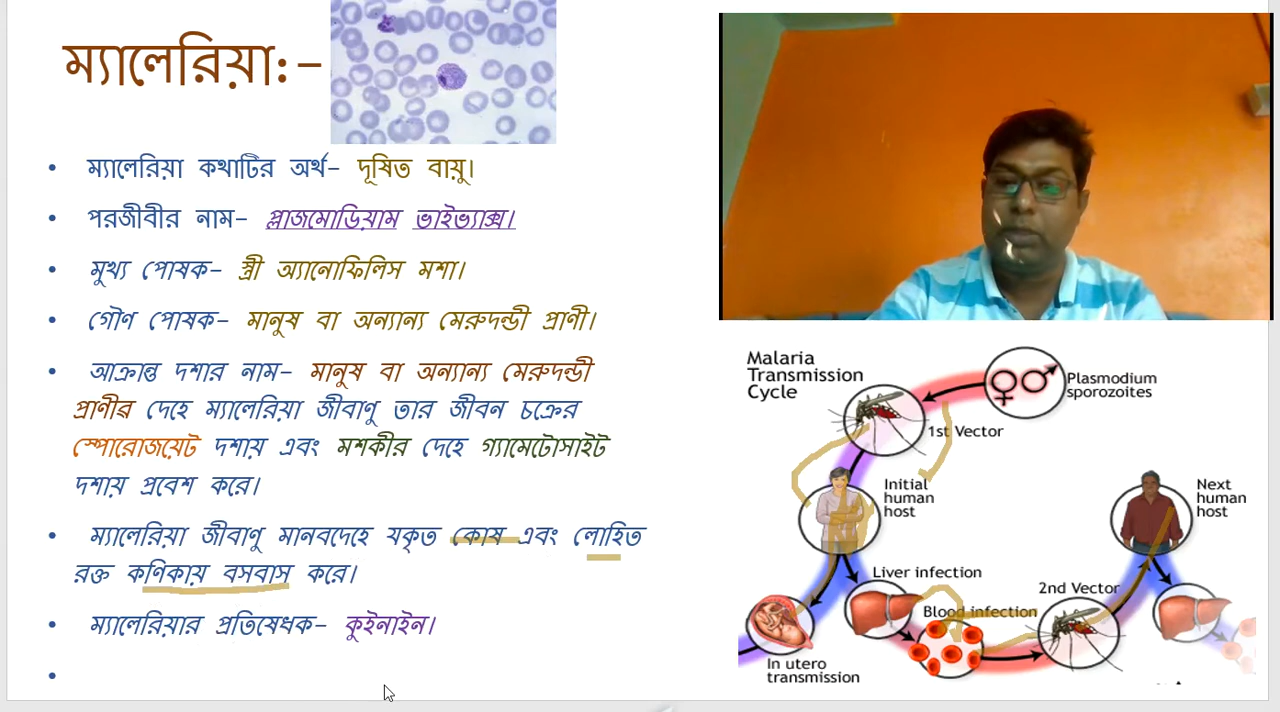 ম্যালেরিয়া:-
• ম্যালেরিয়া কথাটির অর্থ- দূষিত বায়ু।
• পরজীবীর নাম- প্লাজমোডিয়াম ভাইভ্যাক্স।
• মুখ্য পোষক- স্ত্রী অ্যানোফিলিস মশা।
• গৌণ পোষক- মানুষ বা অন্যান্য মেরুদন্ডী প্রাণী।
• আক্রান্ত দশার নাম- মানুষ বা অন্যান্য মেরুদন্ডী
প্রাণীৱ দেহে ম্যালেরিয়া জীবাণু তার জীবন চক্রের
স্পোরোজয়েট দশায় এবং মশকীর দেহে গ্যামেটোসাইট
দশায় প্রবেশ করে।
• ম্যালেরিয়া জীবাণু মানবদেহে যকৃত কোষ এবং লোহিত
রক্ত কণিকায় বসবাস করে।
• ম্যালেরিয়ার প্রতিষেধক- কুইনাইন।
Malaria
Transmission
Cycle
Plasmodium
sporozoites
1st Vector
Initial
human
host
Next
human
host
Liver infection
2nd Vector
Blood infection
In utero
transmission